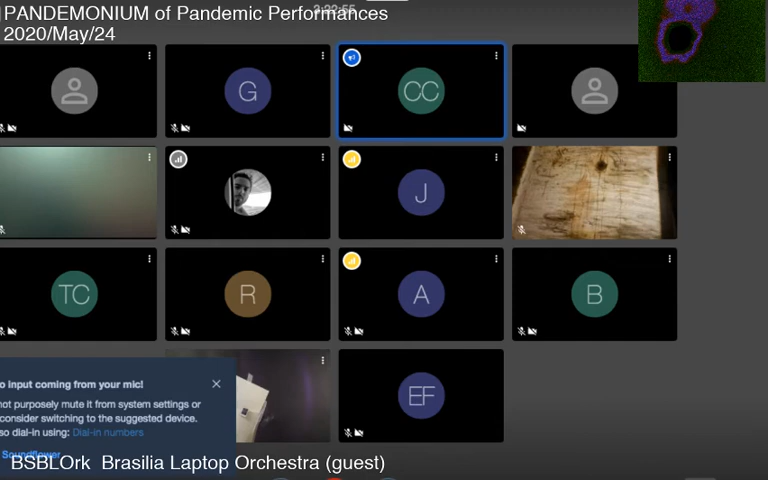 PANDEMONIUM of Pandemic Performances
2020/May/24
G
CC
J
TC
R
A
B
o input coming from your mic!
not purposely mute it from system settings or
consider switching to the suggested device.
so dial-in using: Dial-in numbers
Soundflower
EF
BSBLOrk Brasilia Laptop Orchestra (guest)